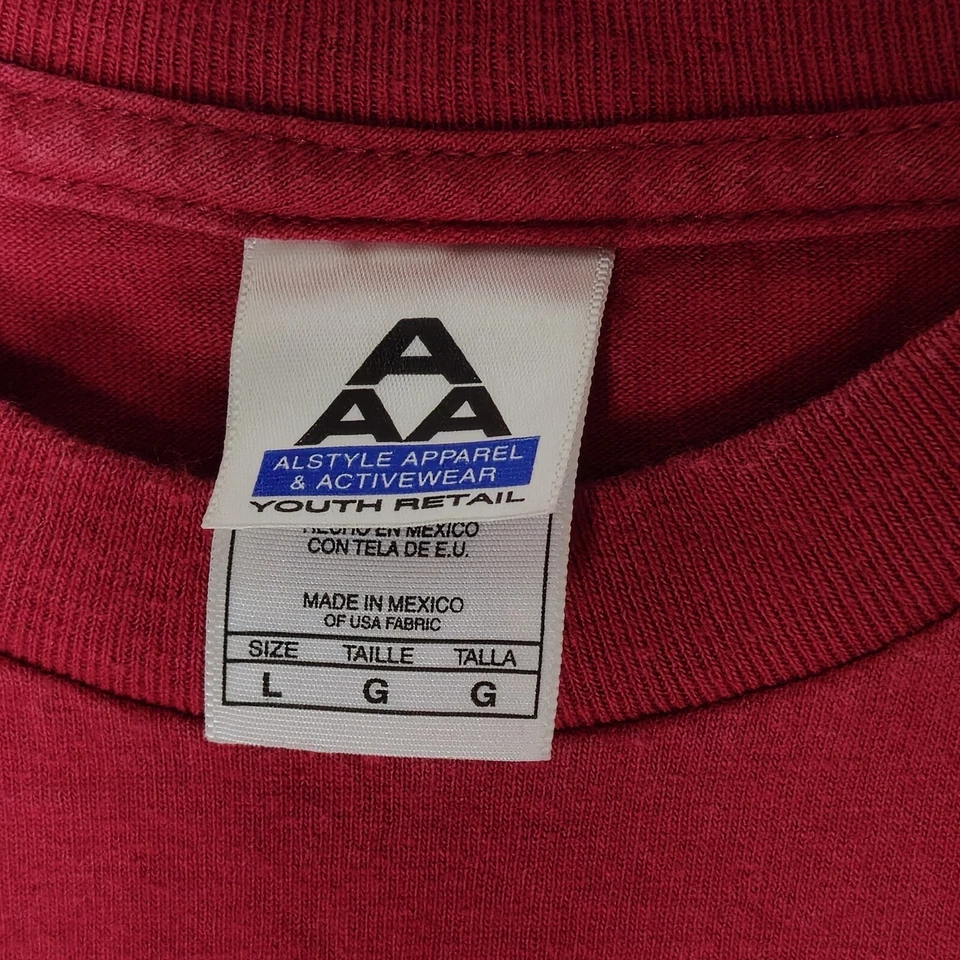 A
AA
ALSTYLE APPAREL
& ACTIVEWEAR
YOUTH RETAIL
HECHO EN MEXICO
CON TELA DE E.U.
MADE IN MEXICO
OF USA FABRIC
SIZE TAILLE TALLA
L G G